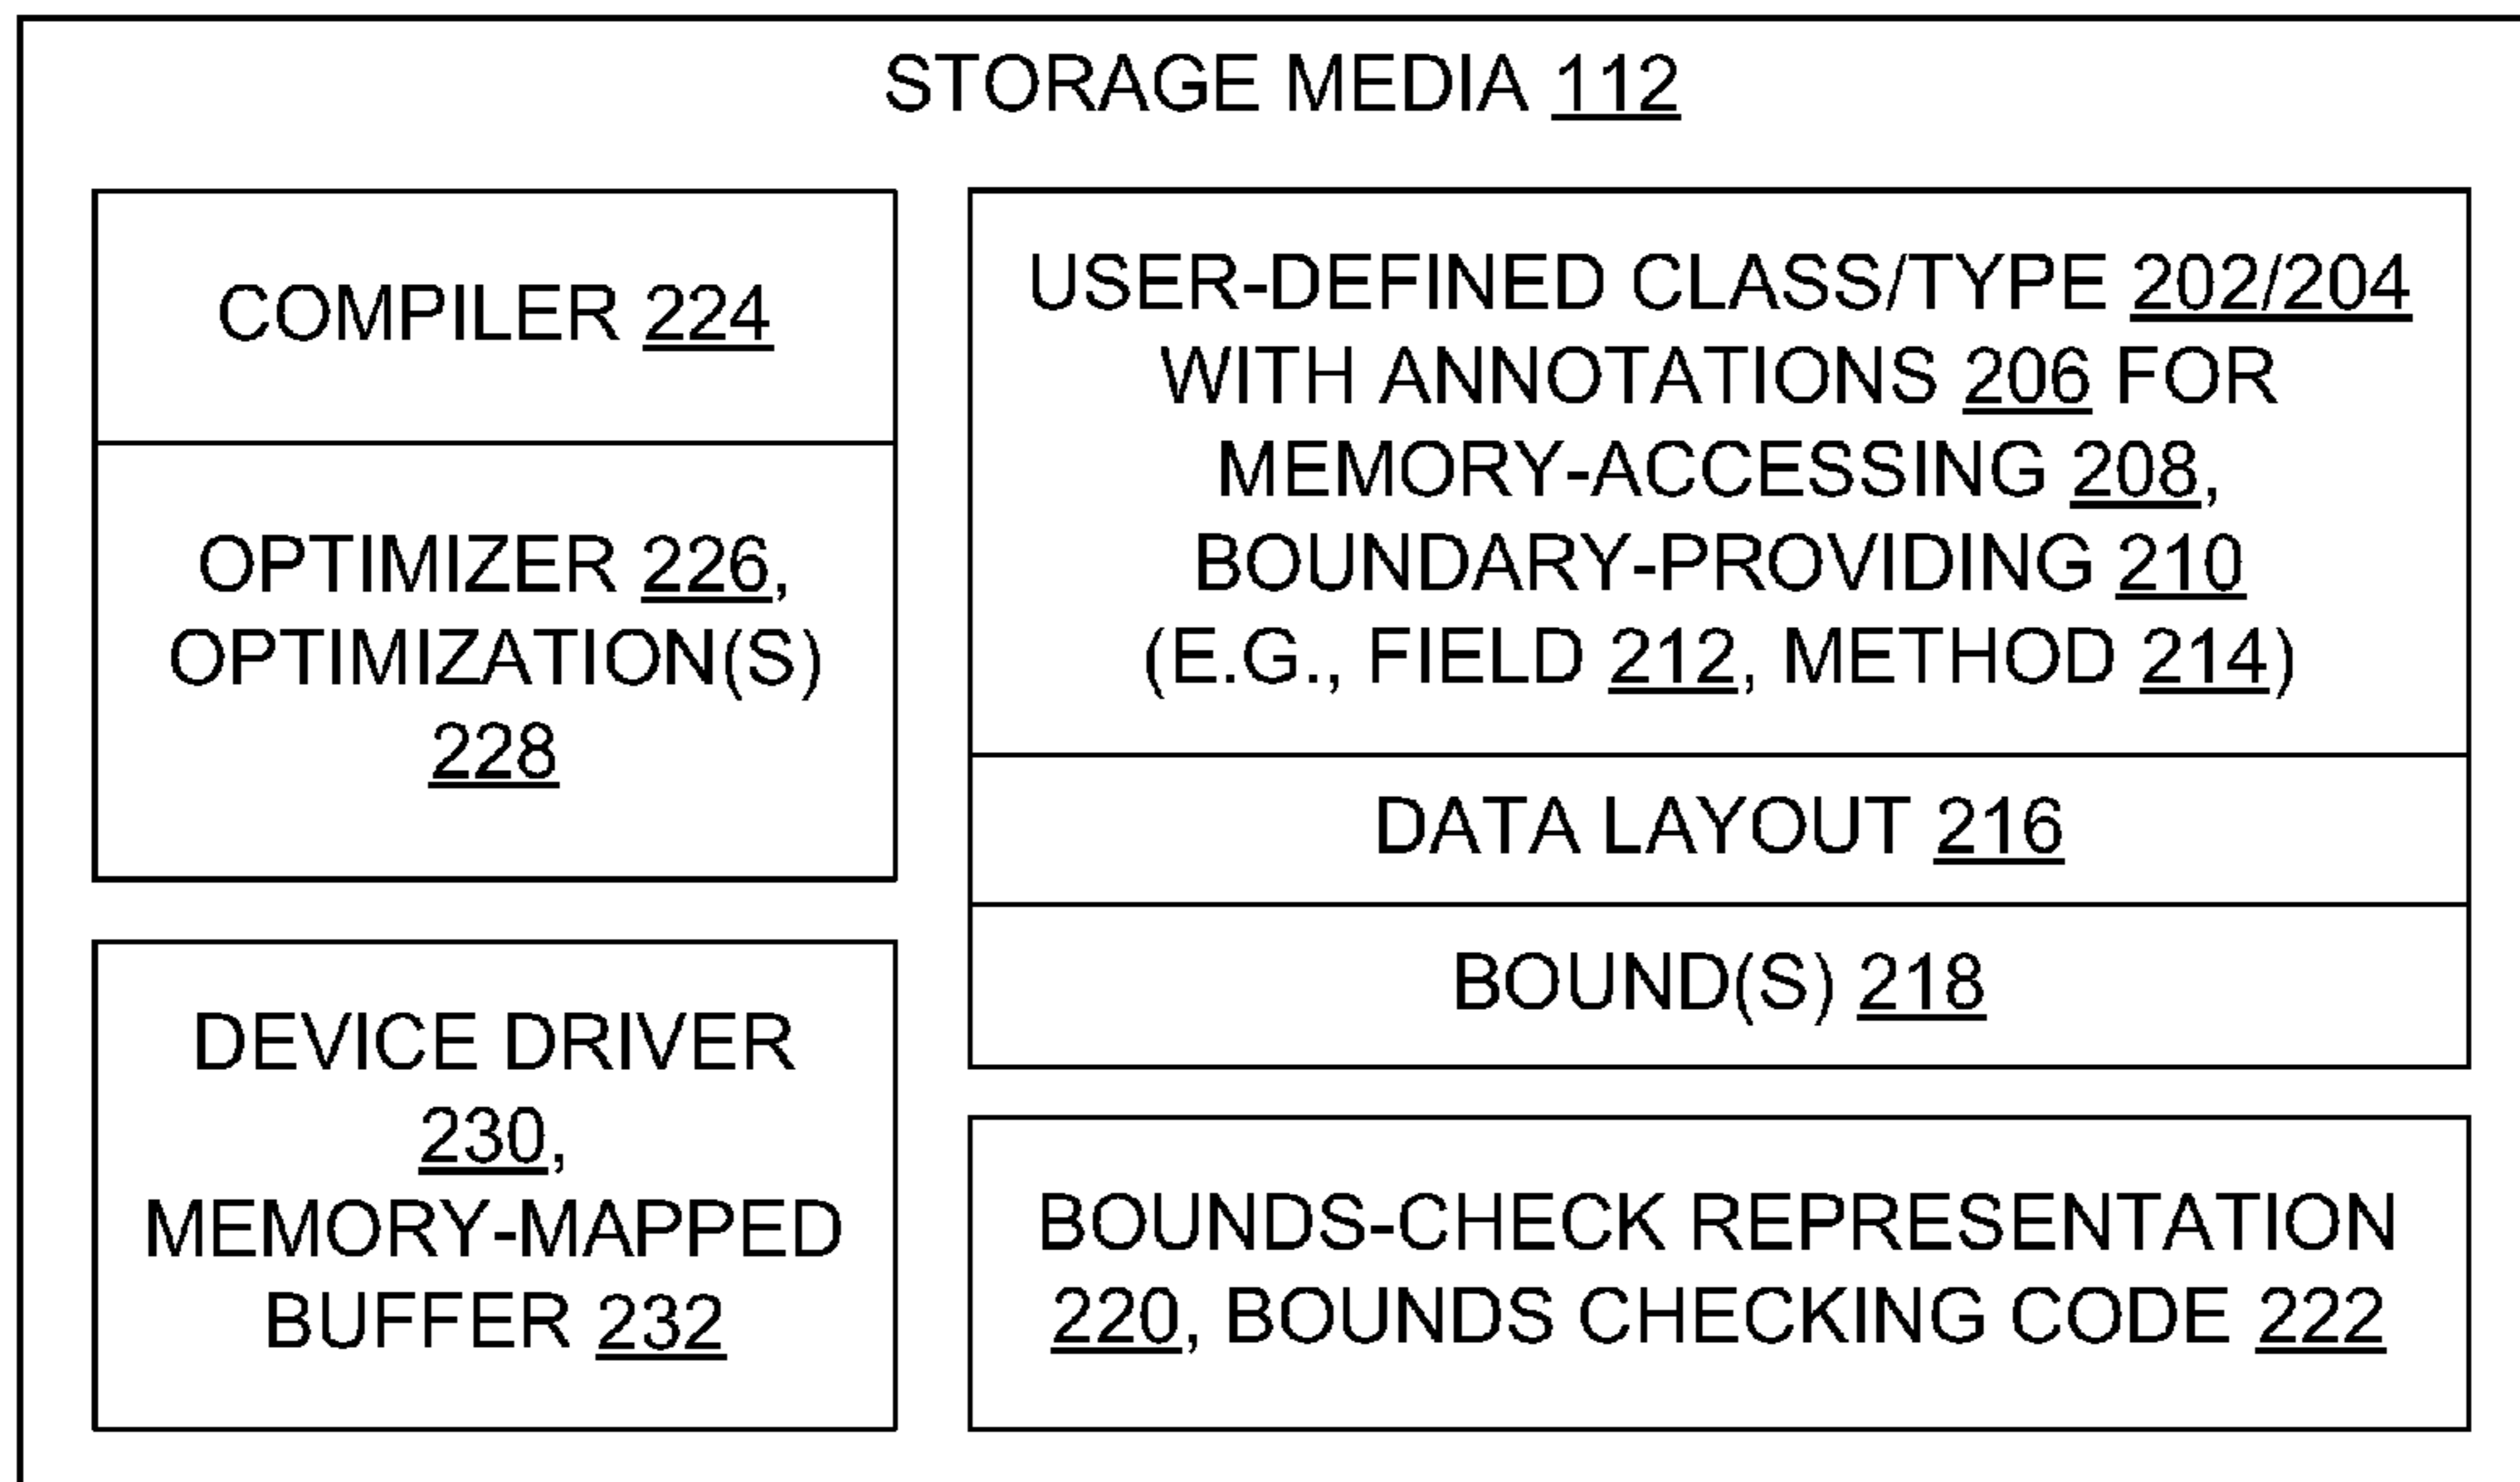 STORAGE MEDIA 112
COMPILER 224
OPTIMIZER 226,
OPTIMIZATION(S)
228
DEVICE DRIVER
230,
MEMORY-MAPPED
BUFFER 232
USER-DEFINED CLASS/TYPE 202/204
WITH ANNOTATIONS 206 FOR
MEMORY-ACCESSING 208,
BOUNDARY-PROVIDING 210
(E.G., FIELD 212, METHOD 214)
DATA LAYOUT 216
BOUND(S) 218
BOUNDS-CHECK REPRESENTATION
220, BOUNDS CHECKING CODE 222